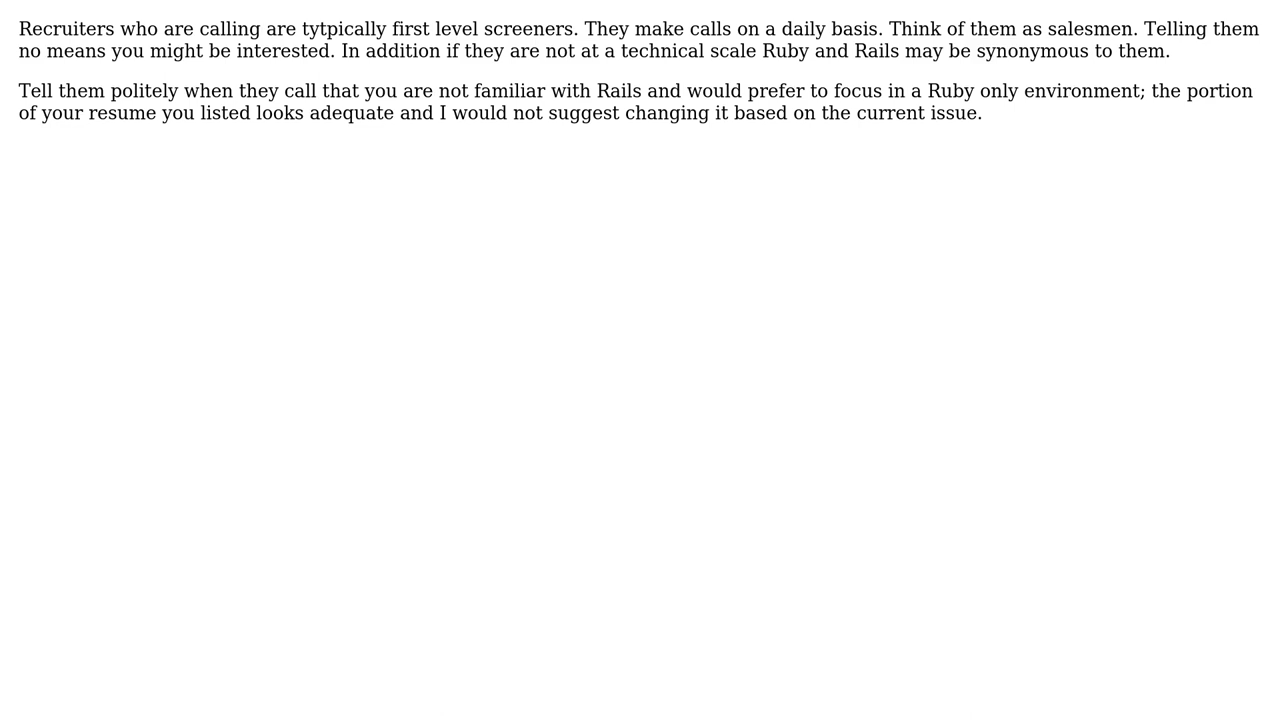 Recruiters who are calling are tytpically first level screeners. They make calls on a daily basis. Think of them as salesmen. Telling them
no means you might be interested. In addition if they are not at a technical scale Ruby and Rails may be synonymous to them.
Tell them politely when they call that you are not familiar with Rails and would prefer to focus in a Ruby only environment; the portion
of your resume you listed looks adequate and I would not suggest changing it based on the current issue.